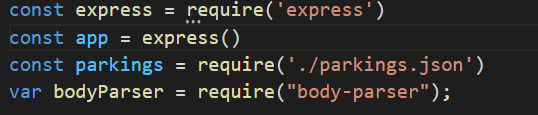 const express = require('express')
const app = express()
const parkings = require('./parkings.json')
var bodyParser = require("body-parser");